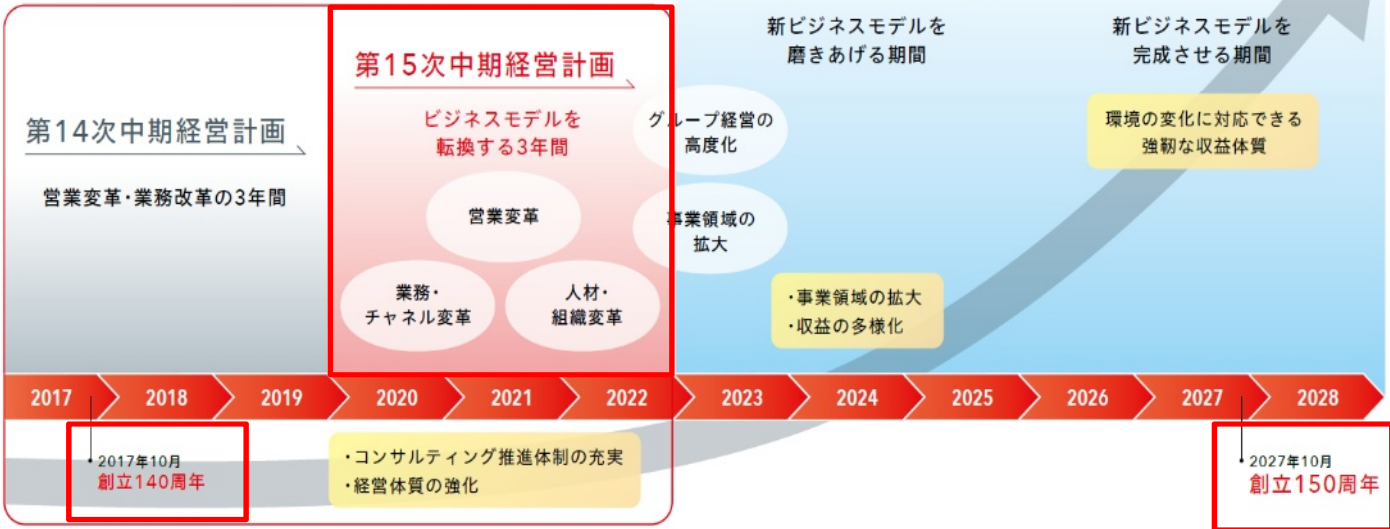 第14次中期経営計画
営業変革・業務改革の3年間
第15次中期経営計画
ビジネスモデルを
転換する3年間
営業変革
業務・
チャネル変革
人材・
組織変革
グループ経営の
高度化
事業領域の
拡大
新ビジネスモデルを
磨きあげる期間
・事業領域の拡大
・収益の多様化
新ビジネスモデルを
完成させる期間
環境の変化に対応できる
強靭な収益体質
2017 2018 2019 2020 2021 2022 2023 2024 2025 2026 2027 2028
・2017年10月
創立140周年
・コンサルティング推進体制の充実
・経営体質の強化
・2027年10月
創立150周年